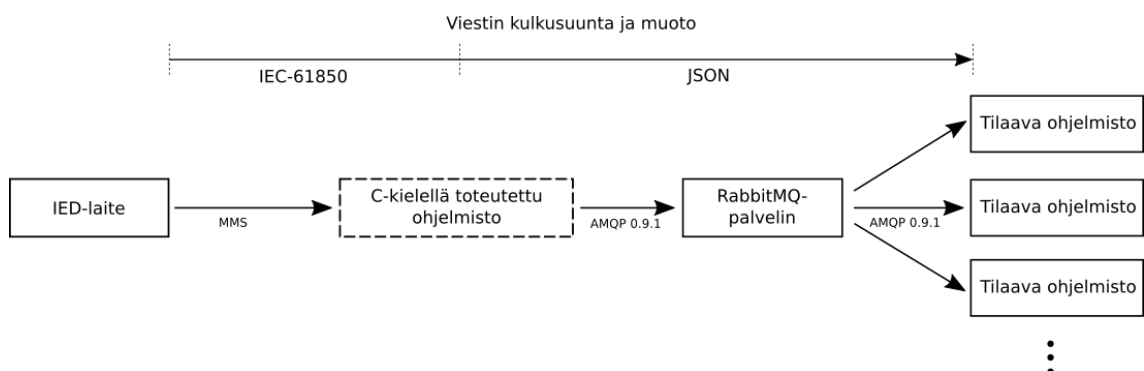 Viestin kulkusuunta ja muoto
IEC-61850
JSON
IED-laite
MMS
C-kielellä toteutettu
ohjelmisto
AMQP 0.9.1
RabbitMQ-
palvelin
AMQP 0.9.1
Tilaava ohjelmisto
Tilaava ohjelmisto
Tilaava ohjelmisto